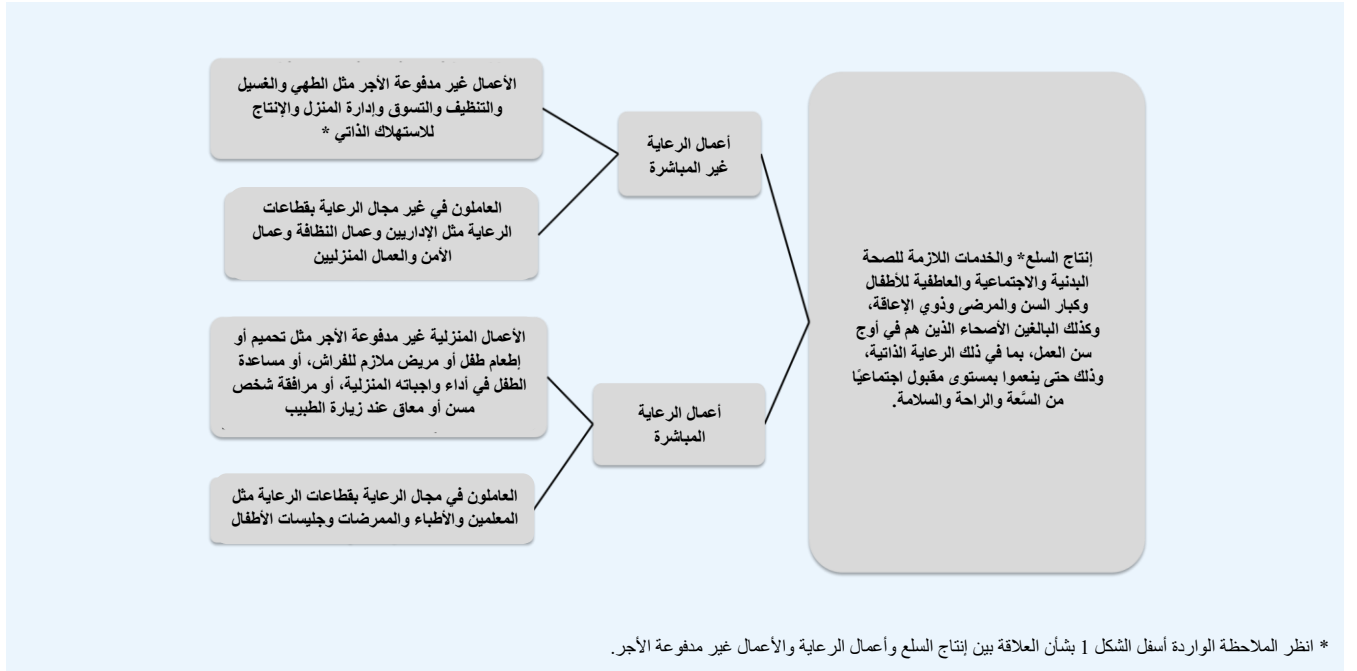 إنتاج السلع* والخدمات اللازمة للصحة
البدنية والاجتماعية والعاطفية للأطفال
وكبار السن والمرضى وذوي الإعاقة،
وكذلك البالغين الأصحاء الذين هم في أوج
سن العمل، بما في ذلك الرعاية الذاتية،
وذلك حتى ينعموا بمستوى مقبول اجتماعيًا
من السَّعة والراحة والسلامة.
أعمال الرعاية
غير المباشرة
الأعمال غير مدفوعة الأجر مثل الطهي والغسيل
والتنظيف والتسوق وإدارة المنزل والإنتاج
للاستهلاك الذاتي *
العاملون في غير مجال الرعاية بقطاعات
الرعاية مثل الإداريين وعمال النظافة وعمال
الأمن والعمال المنزليين
أعمال الرعاية
المباشرة
الأعمال المنزلية غير مدفوعة الأجر مثل تحميم أو
إطعام طفل أو مريض ملازم للفراش، أو مساعدة
الطفل في أداء واجباته المنزلية، أو مرافقة شخص
مسن أو معاق عند زيارة الطبيب
العاملون في مجال الرعاية بقطاعات الرعاية مثل
المعلمين والأطباء والممرضات وجليسات الأطفال
* انظر الملاحظة الواردة أسفل الشكل 1 بشأن العلاقة بين إنتاج السلع وأعمال الرعاية والأعمال غير مدفوعة الأجر.